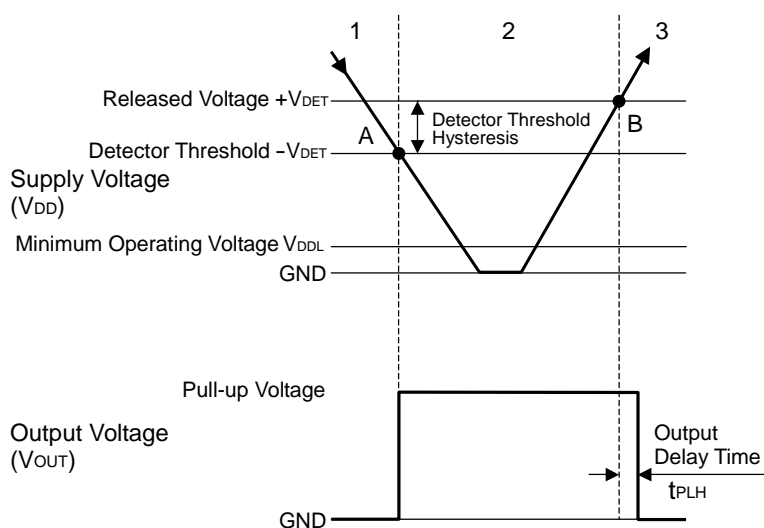 1
2
3
Released Voltage +VDET
Detector Threshold
Hysteresis
A
B
Detector Threshold −VDET
Supply Voltage
(VDD)
Minimum Operating Voltage VDDL
GND
Pull-up Voltage
Output Voltage
(VOUT)
Output
Delay Time
tPLH
GND